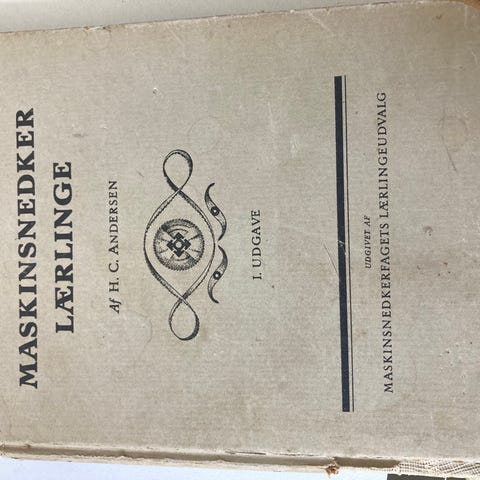 MASKINSNEDKER
LÆRLINGE
Af H. C. ANDERSEN
I. UDGAVE
UDGIVET AF
MASKINSNEDKERFAGETS LÆRLINGEUDVALG